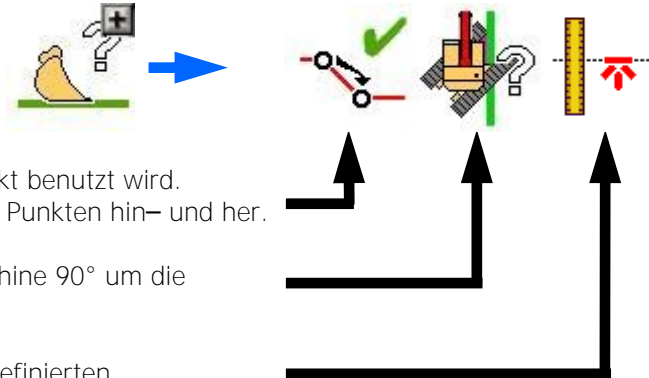 kt benutzt wird.
Punkten hin– und her.
hine 90° um die
efinierten